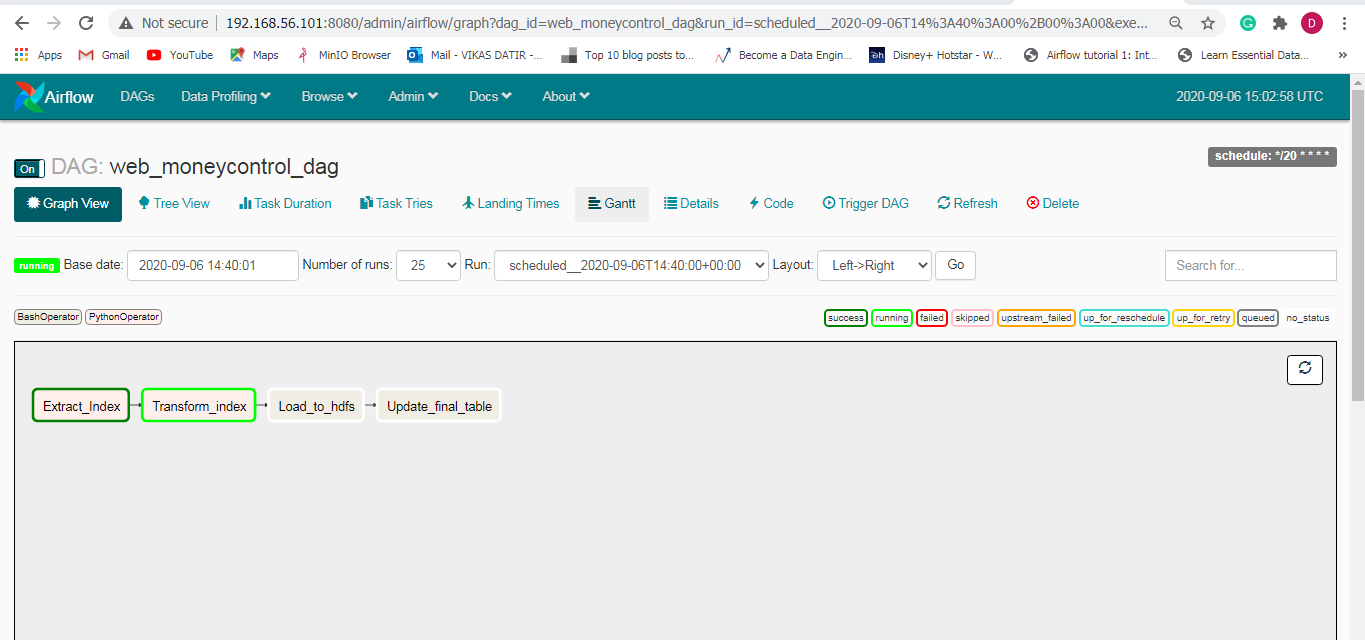 Not secure | 192.168.56.101:8080/admin/airflow/graph?dag_id=web_moneycontrol_dag&run_id=scheduled__2020-09-06T14%3A40%3A00%2B00%3A00&exe... G D
Apps Gmail YouTube Maps MinIO Browser Mail - VIKAS DATIR -... Top 10 blog posts to... Become a Data Engin... Disney+ Hotstar - W... Airflow tutorial 1: Int... Learn Essential Data... »
Airflow DAGs Data Profiling Browse Admin Docs About 2020-09-06 15:02:58 UTC
schedule: */20 * * * *
On DAG: web_moneycontrol_dag
Graph View Tree View Task Duration Task Tries Landing Times Gantt Details Code Trigger DAG Refresh Delete
running Base date: 2020-09-06 14:40:01 Number of runs: 25 Run: scheduled__2020-09-06T14:40:00+00:00 Layout: Left->Right Go Search for...
BashOperator PythonOperator success running failed skipped upstream_failed up_for_reschedule up_for_retry queued no_status
Extract_Index Transform_index Load_to_hdfs Update_final_table